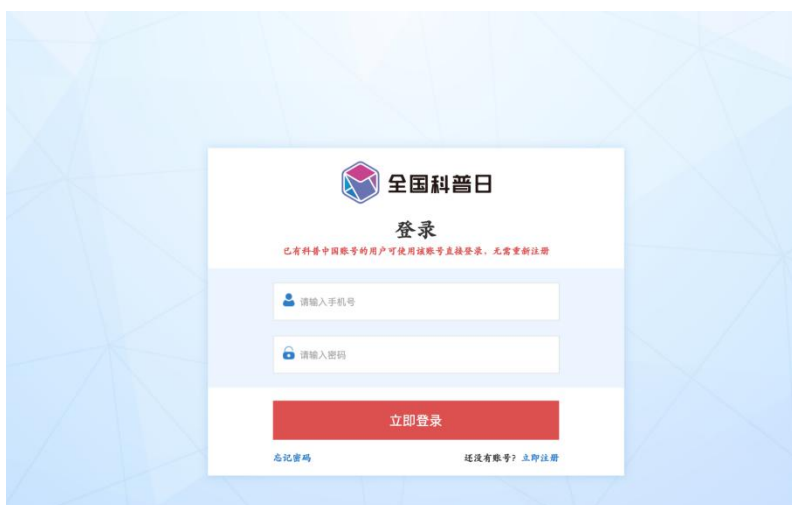 全国科普日
登录
已有科普中国账号的用户可使用该账号直接登录，无需重新注册
请输入手机号
请输入密码
立即登录
忘记密码 还没有账号？立即注册